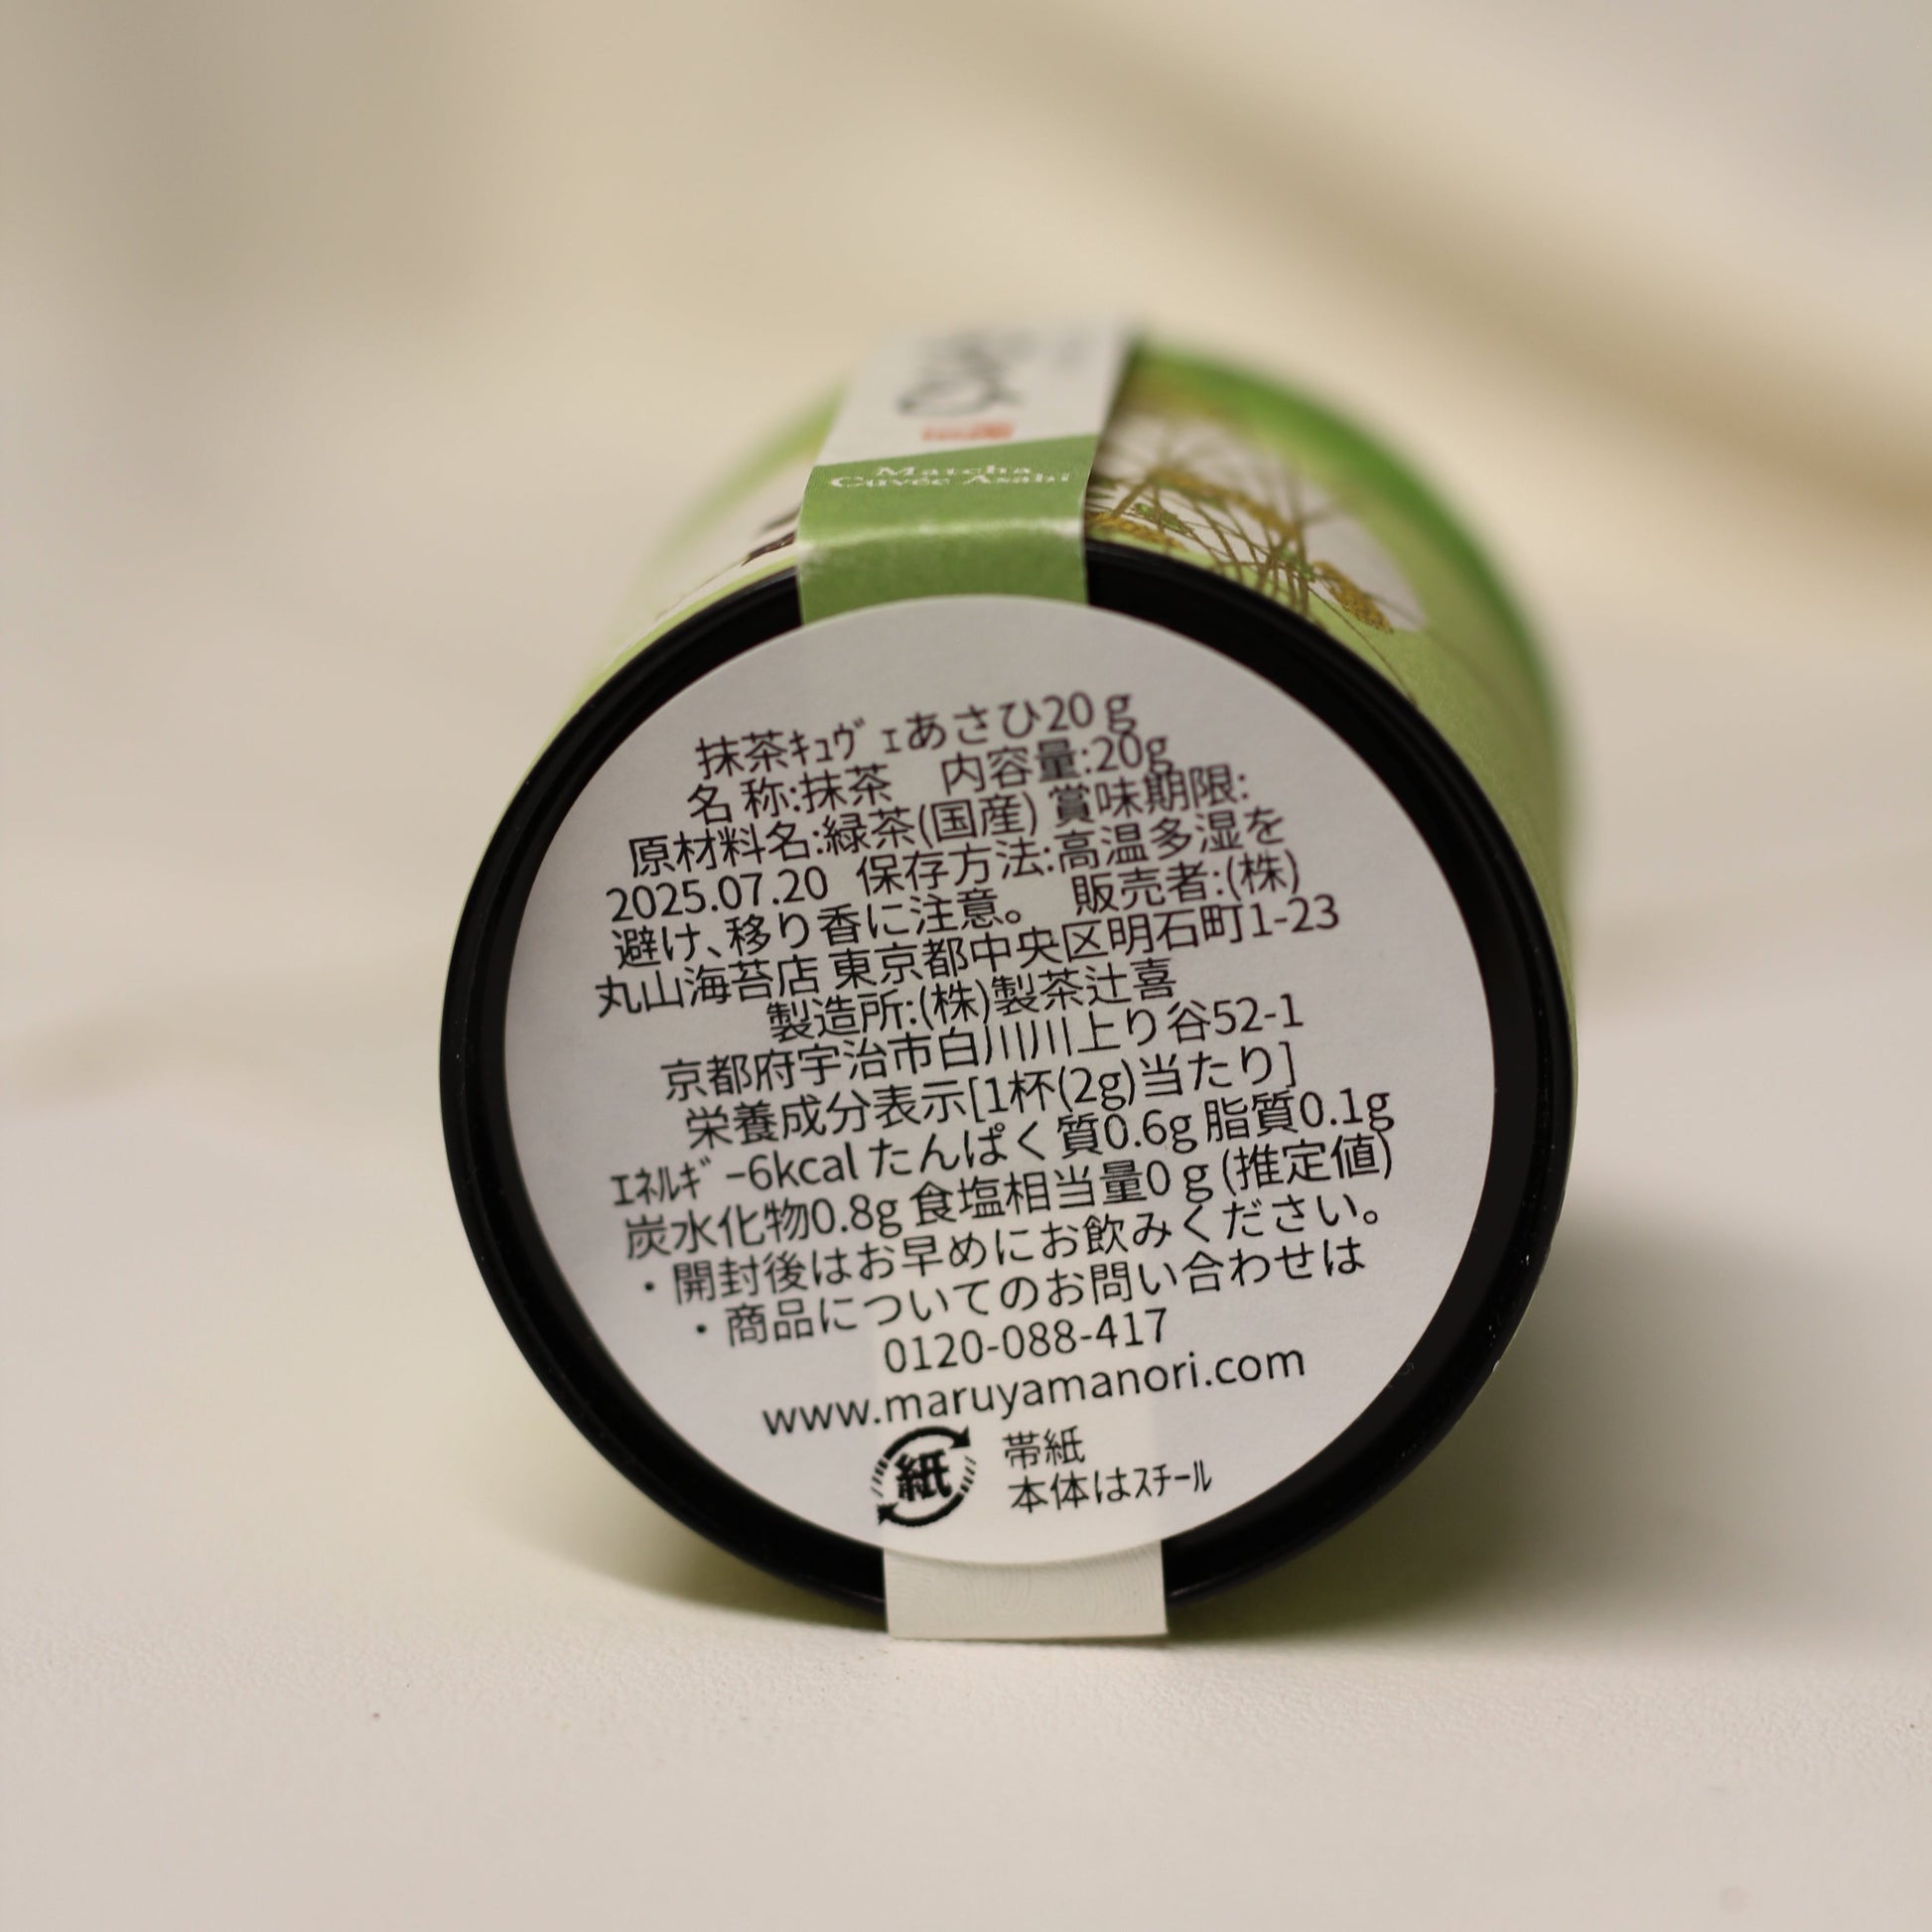 Matcha
Cuvée Asahi
抹茶ｷｭｳﾞｪあさひ20ｇ
名 称:抹茶　内容量:20g
原材料名:緑茶(国産) 賞味期限:
2025.07.20 保存方法:高温多湿を
避け、移り香に注意。　販売者:(株)
丸山海苔店 東京都中央区明石町1-23
製造所:(株)製茶辻喜
京都府宇治市白川川上り谷52-1
栄養成分表示[1杯(2g)当たり]
ｴﾈﾙｷﾞｰ6kcal たんぱく質0.6g 脂質0.1g
炭水化物0.8g 食塩相当量0ｇ(推定値)
・開封後はお早めにお飲みください。
・商品についてのお問い合わせは
0120-088-417
www.maruyamanori.com
紙
帯紙
本体はｽﾁｰﾙ